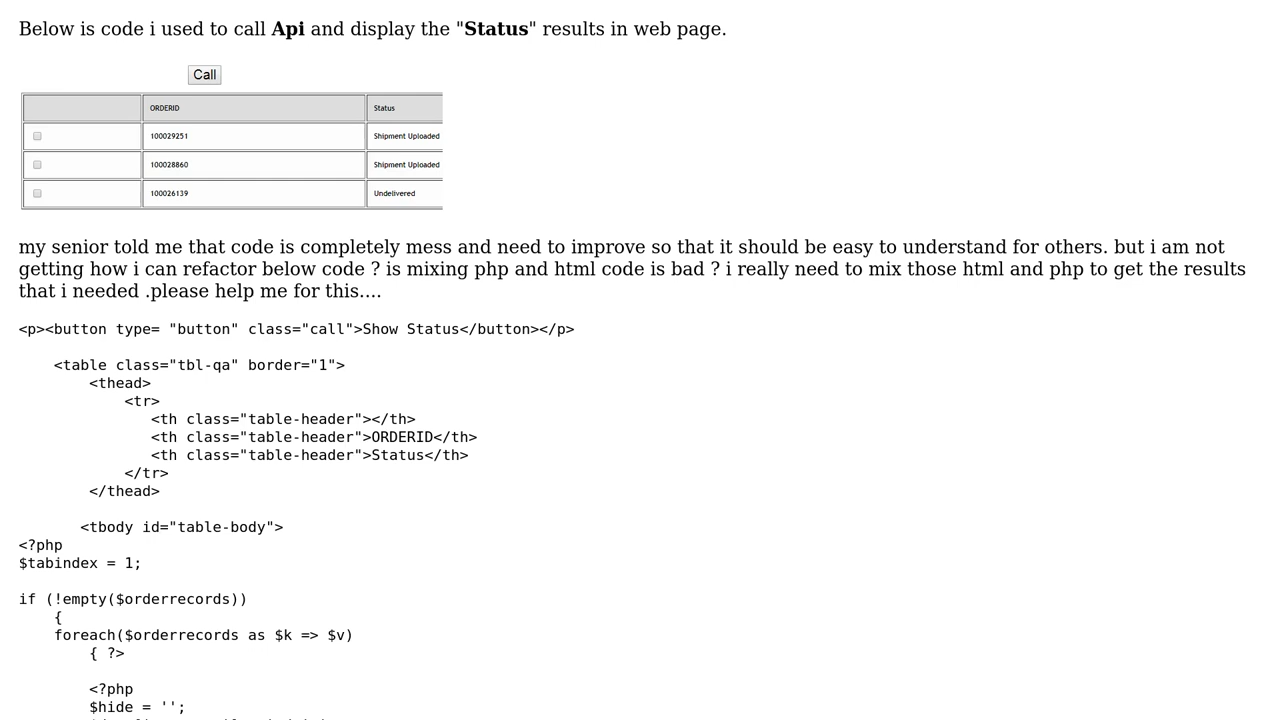 Below is code i used to call Api and display the "Status" results in web page.
Call
ORDERID Status
100029251 Shipment Uploaded
100028860 Shipment Uploaded
100026139 Undelivered
my senior told me that code is completely mess and need to improve so that it should be easy to understand for others. but i am not
getting how i can refactor below code ? is mixing php and html code is bad ? i really need to mix those html and php to get the results
that i needed .please help me for this....
<p><button type= "button" class="call">Show Status</button></p>
<table class="tbl-qa" border="1">
<thead>
<tr>
<th class="table-header"></th>
<th class="table-header">ORDERID</th>
<th class="table-header">Status</th>
</tr>
</thead>
<tbody id="table-body">
<?php
$tabindex = 1;
if (!empty($orderrecords))
{
foreach($orderrecords as $k => $v)
{ ?>
<?php
$hide = '';